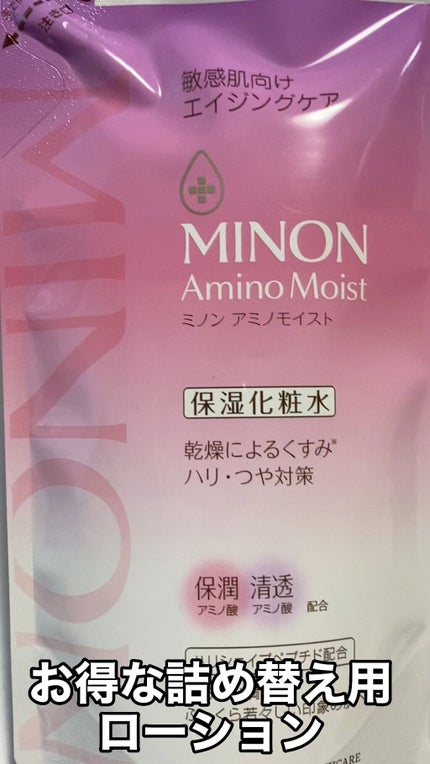 敏感肌向け
エイジングケア
MINON
Amino Moist
ミノン アミノモイスト
保湿化粧水
乾燥によるくすみ※
ハリ・つや対策
保潤 清透
アミノ酸 アミノ酸 配合
MINON
お得な詰め替え用
ローション